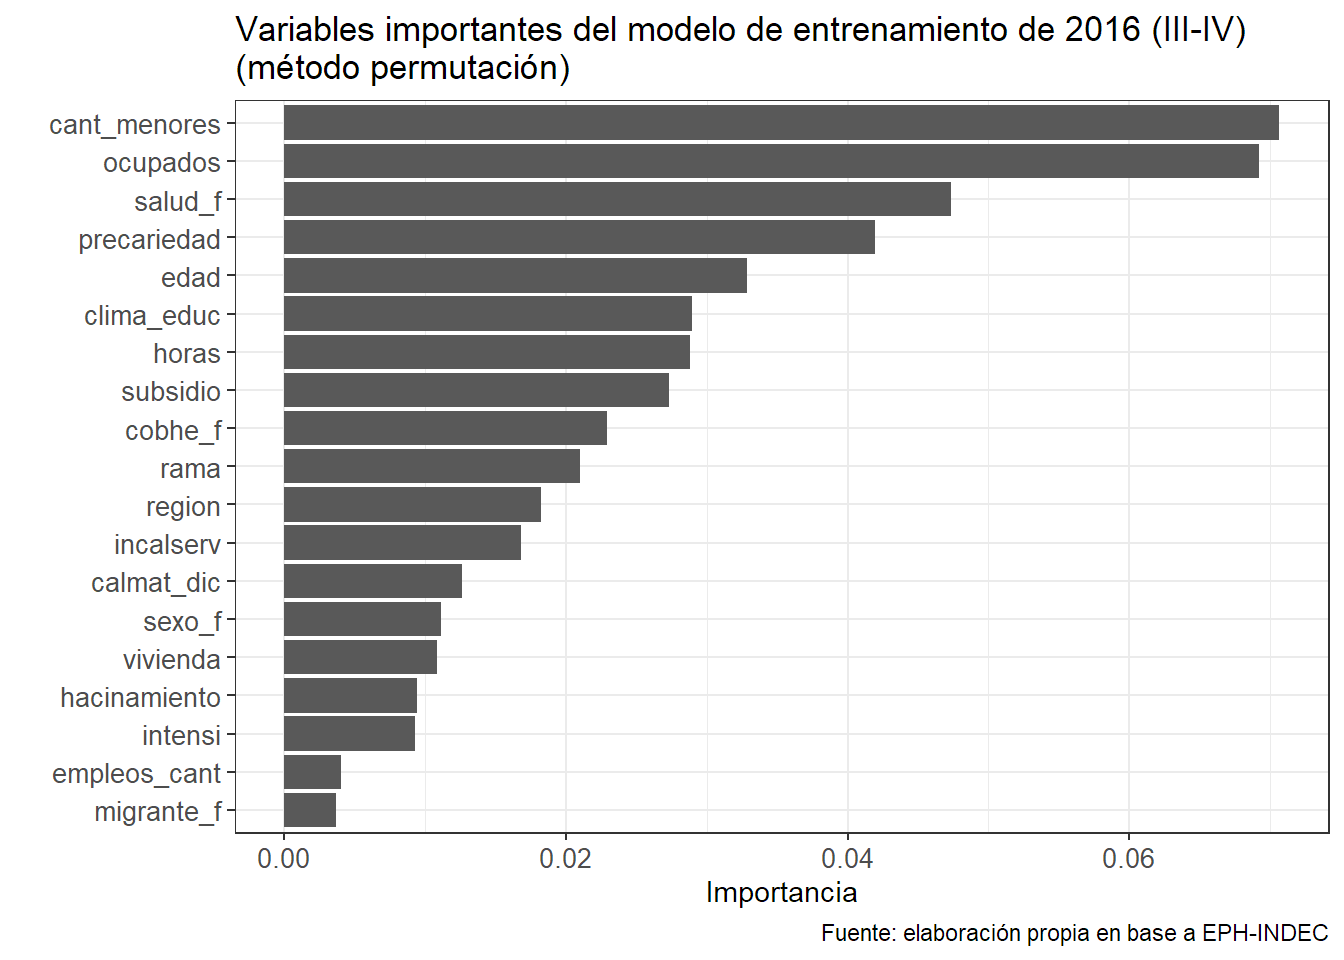 Variables importantes del modelo de entrenamiento de 2016 (III-IV)
(método permutación)
cant_menores
ocupados
salud_f
precariedad
edad
clima_educ
horas
subsidio
cobhe_f
rama
region
incalserv
calmat_dic
sexo_f
vivienda
hacinamiento
intensi
empleos_cant
migrante_f
0.00 0.02 0.04 0.06
Importancia
Fuente: elaboración propia en base a EPH-INDEC